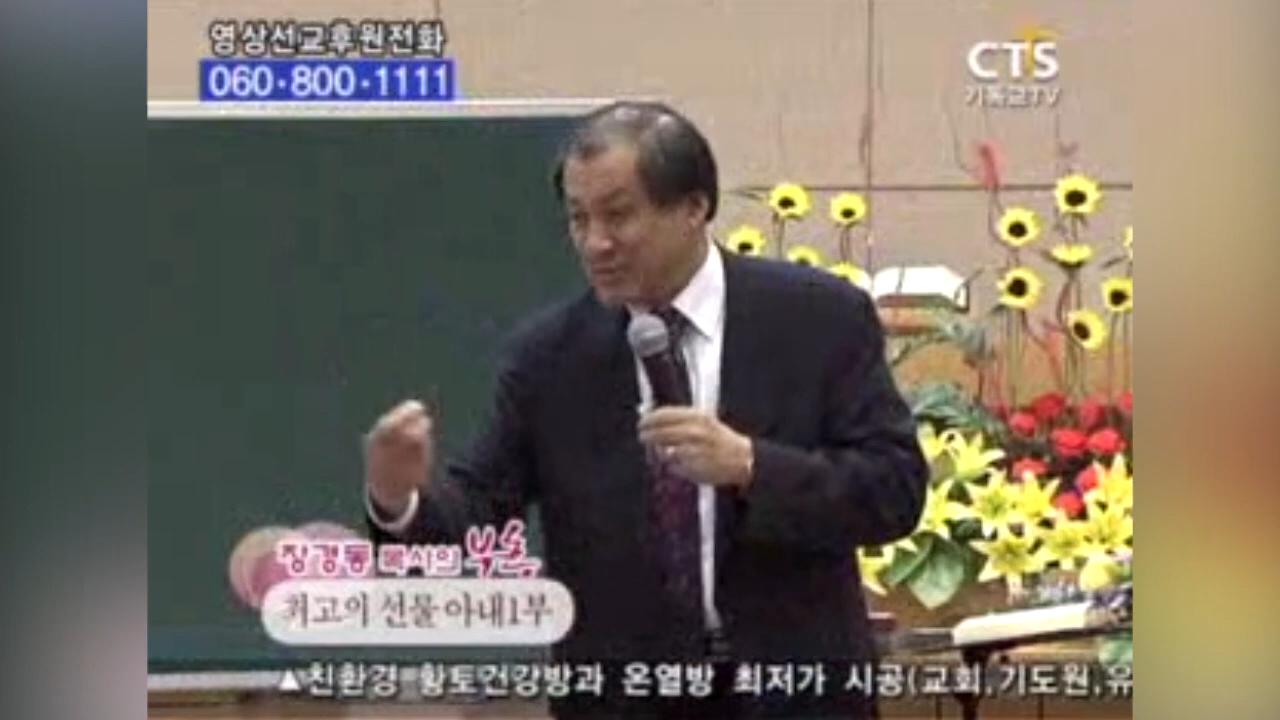 영상선교후원전화
060·800·1111
CTS
기독교TV
장경동 목사의 부흥
최고의 선물 아내1부
▲친환경 황토건강방과 온열방 최저가 시공(교회,기도원,유